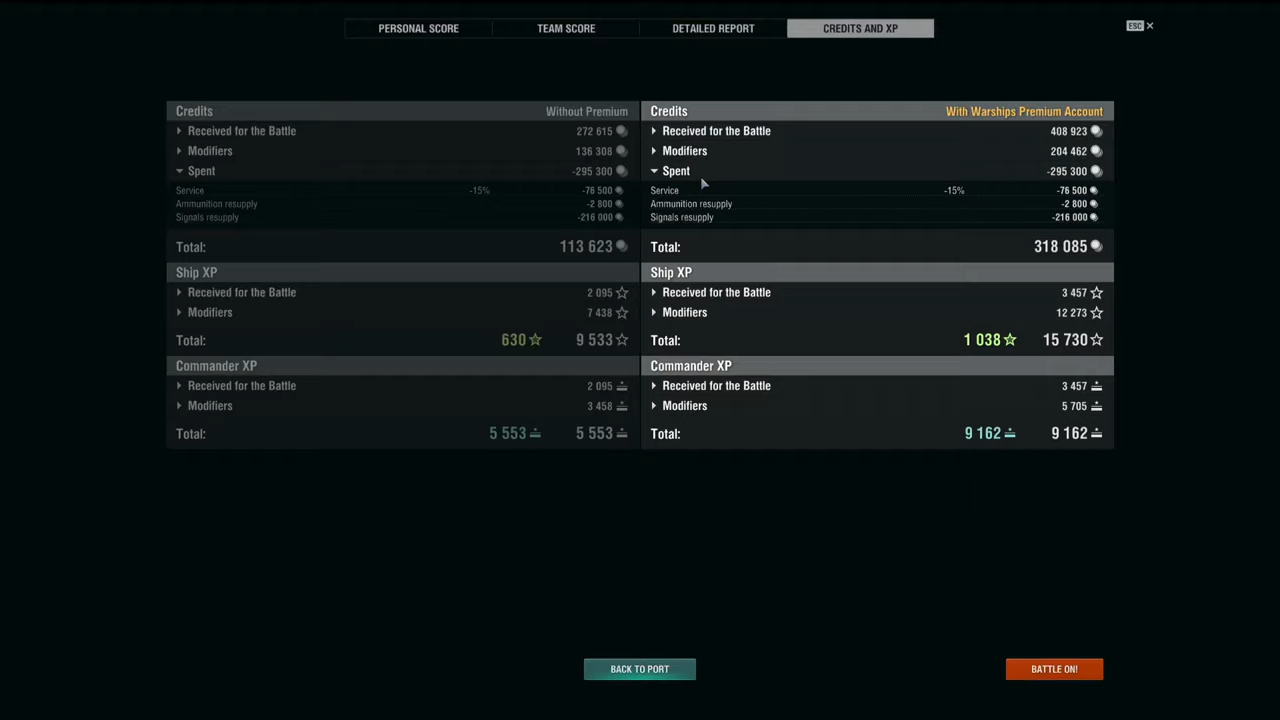 PERSONAL SCORE TEAM SCORE DETAILED REPORT CREDITS AND XP ESC
Credits Without Premium
Received for the Battle 272 615
Modifiers 136 308
Spent -295 300
Service -15% -76 500
Ammunition resupply -2 800
Signals resupply -216 000
Total: 113 623
Ship XP
Received for the Battle 2 095
Modifiers 7 438
Total: 630 9 533
Commander XP
Received for the Battle 2 095
Modifiers 3 458
Total: 5 553 5 553
Credits With Warships Premium Account
Received for the Battle 408 923
Modifiers 204 462
Spent -295 300
Service -15% -76 500
Ammunition resupply -2 800
Signals resupply -216 000
Total: 318 085
Ship XP
Received for the Battle 3 457
Modifiers 12 273
Total: 1 038 15 730
Commander XP
Received for the Battle 3 457
Modifiers 5 705
Total: 9 162 9 162
BACK TO PORT BATTLE ON!